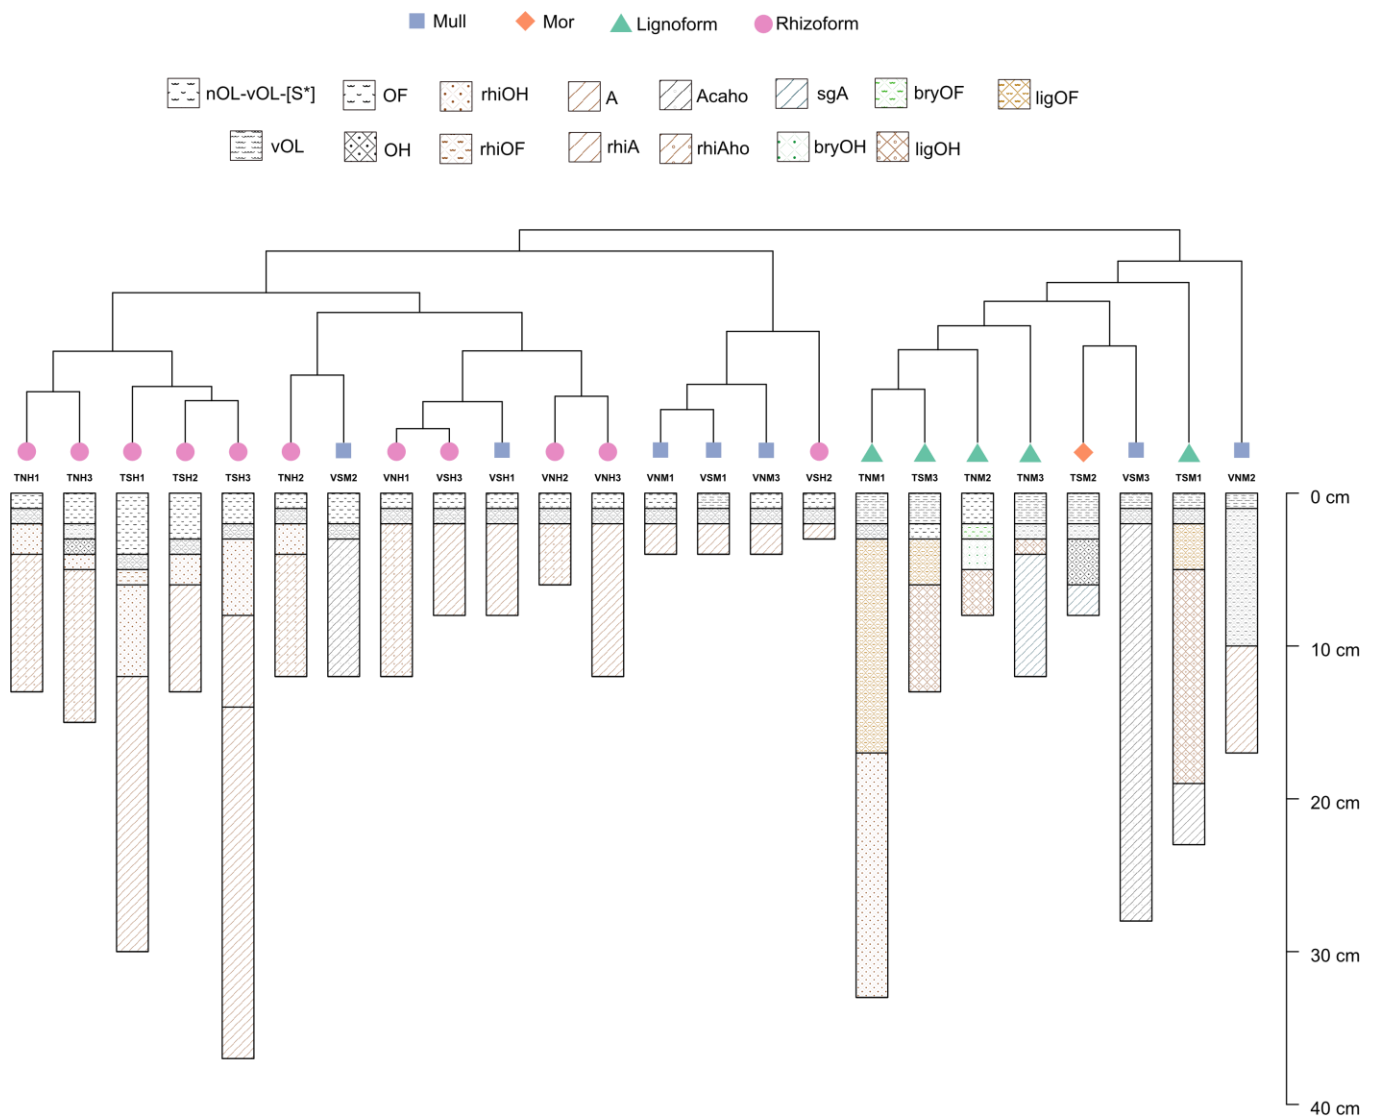 Mull Mor Lignoform Rhizoform
nOL-vOL-[S*] OF rhiOH A Acaho sgA bryOF ligOF
vOL OH rhiOF rhiA rhiAho bryOH ligOH
TNH1 TNH3 TSH1 TSH2 TSH3 TNH2 VSM2 VNH1 VSH3 VSH1 VNH2 VNH3 VNM1 VSM1 VNM3 VSH2 TNM1 TSM3 TNM2 TNM3 TSM2 VSM3 TSM1 VNM2
0 cm
10 cm
20 cm
30 cm
40 cm